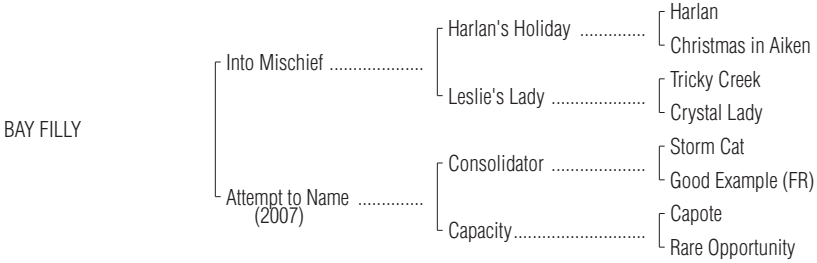 Harlan
Harlan's Holiday ..............
Christmas in Aiken
Into Mischief ....................
Tricky Creek
Leslie's Lady ....................
Crystal Lady
BAY FILLY
Storm Cat
Consolidator ....................
Good Example (FR)
Attempt to Name ..............
(2007)
Capote
Capacity............................
Rare Opportunity